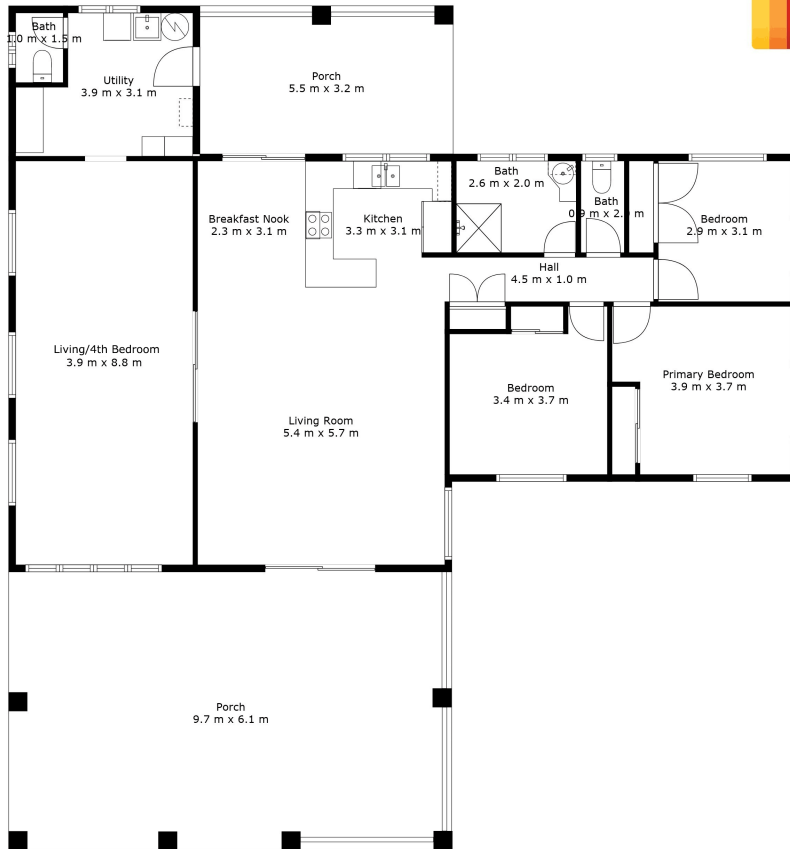 Bath
1.0 m x 1.5 m
Utility
3.9 m x 3.1 m
Porch
5.5 m x 3.2 m
Breakfast Nook
2.3 m x 3.1 m
Kitchen
3.3 m x 3.1 m
Bath
2.6 m x 2.0 m
Bath
Bedroom
2.9 m x 3.1 m
Hall
4.5 m x 1.0 m
Living/4th Bedroom
3.9 m x 8.8 m
Living Room
5.4 m x 5.7 m
Bedroom
3.4 m x 3.7 m
Primary Bedroom
3.9 m x 3.7 m
Porch
9.7 m x 6.1 m